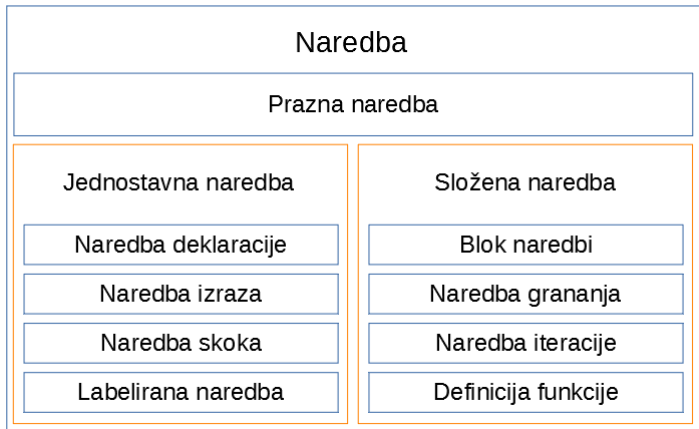 Naredba
Prazna naredba
Jednostavna naredba
Naredba deklaracije
Naredba izraza
Naredba skoka
Labelirana naredba
Složena naredba
Blok naredbi
Naredba grananja
Naredba iteracije
Definicija funkcije